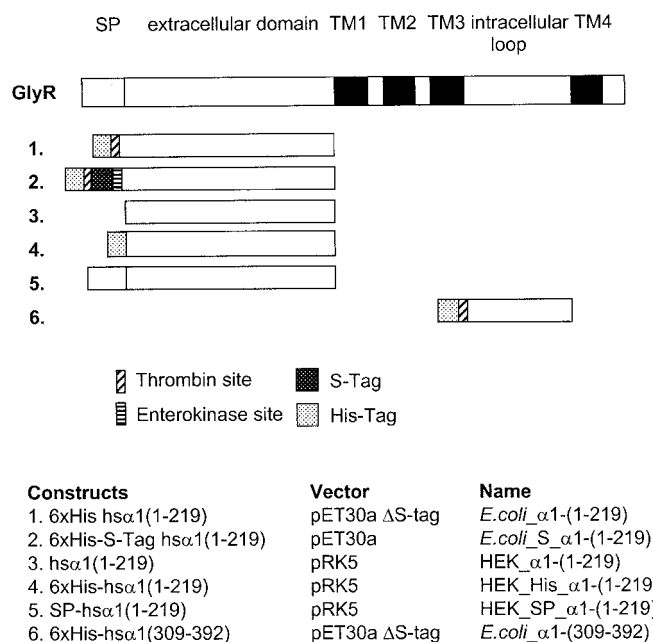 SP extracellular domain TM1 TM2 TM3 intracellular TM4
loop
GlyR
1.
2.
3.
4.
5.
6.
Thrombin site S-Tag
Enterokinase site His-Tag
Constructs Vector Name
1. 6xHis hsα1(1-219) pET30a ΔS-tag E.coli_α1-(1-219)
2. 6xHis-S-Tag hsα1(1-219) pET30a E.coli_S_α1-(1-219)
3. hsα1(1-219) pRK5 HEK_α1-(1-219)
4. 6xHis-hsα1(1-219) pRK5 HEK_His_α1-(1-219
5. SP-hsα1(1-219) pRK5 HEK_SP_α1-(1-219)
6. 6xHis-hsα1(309-392) pET30a ΔS-tag E.coli_α1-(309-392)